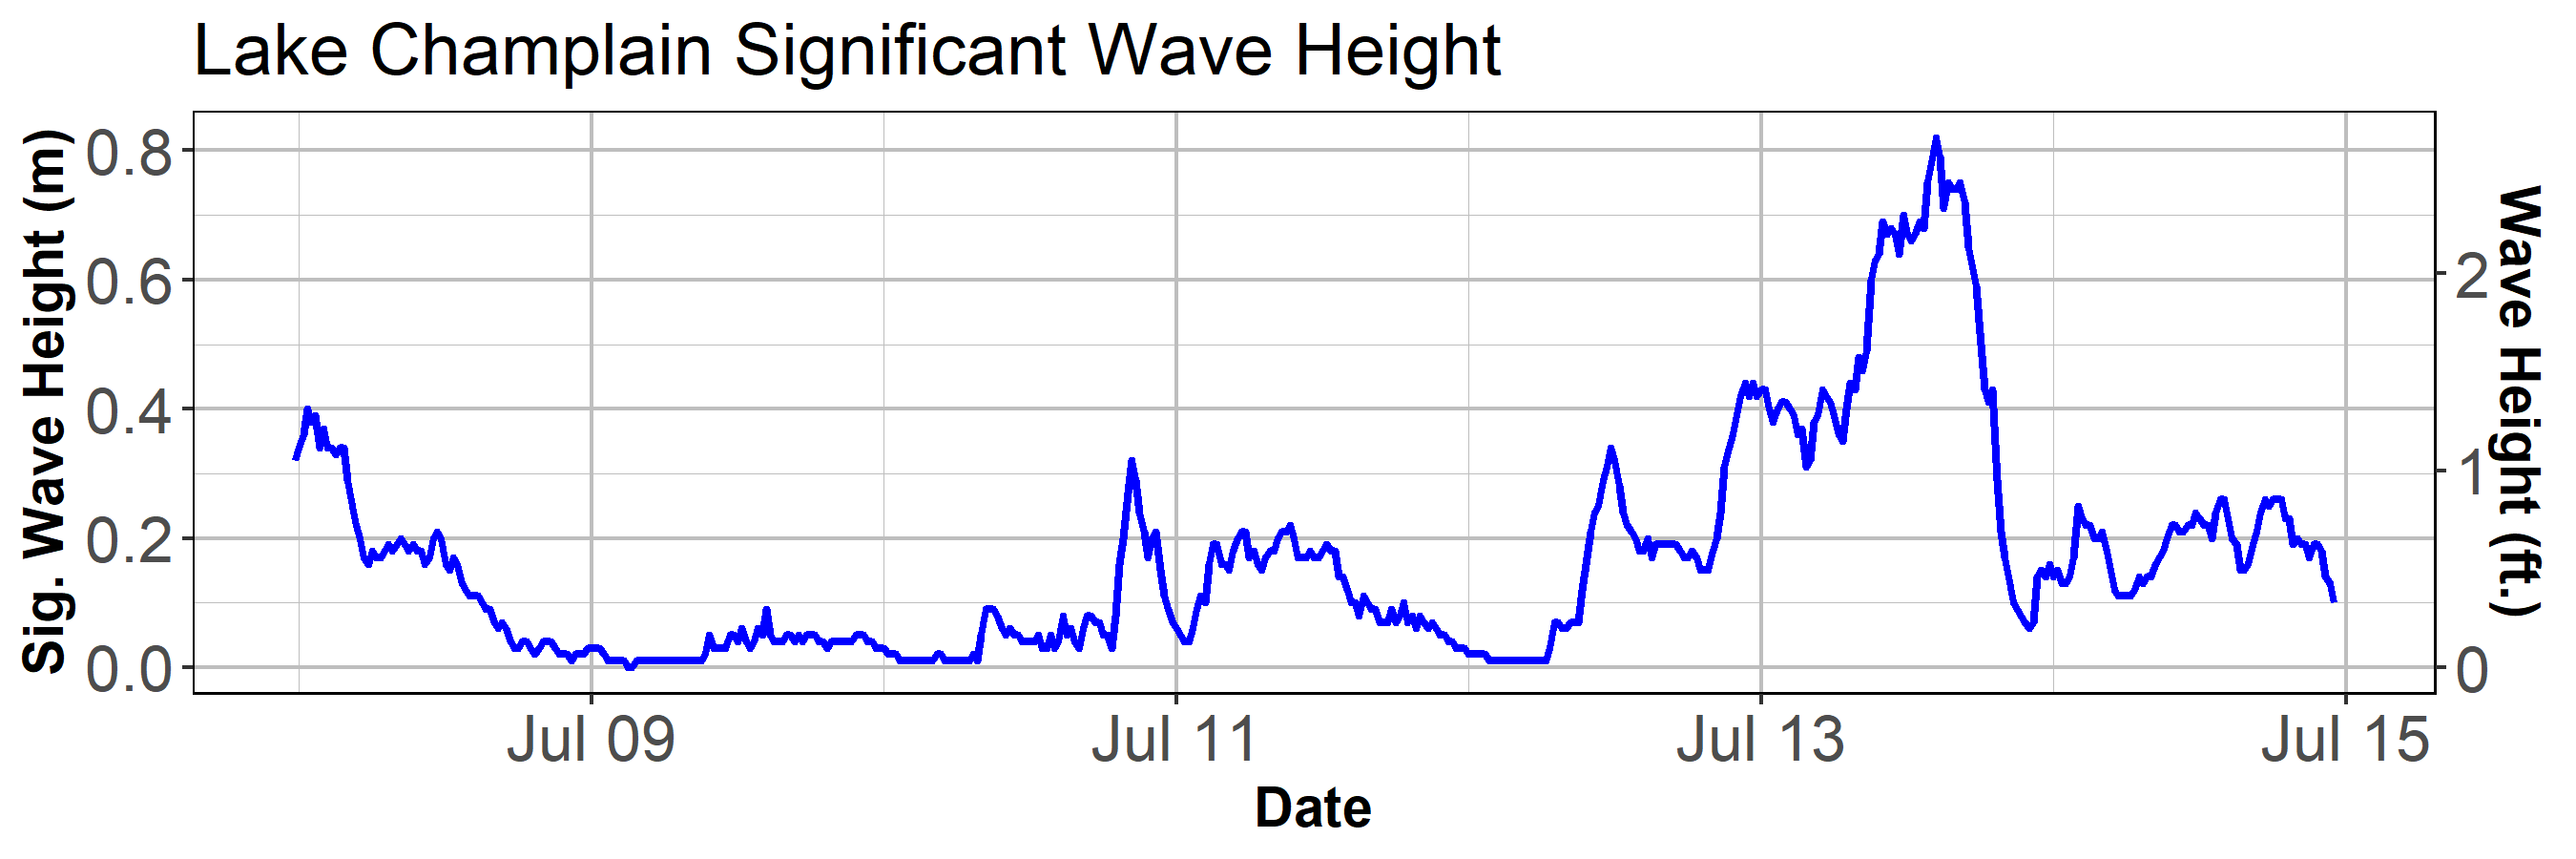 Lake Champlain Significant Wave Height
Sig. Wave Height (m)
0.8
0.6
0.4
0.2
0.0
Wave Height (ft.)
2
1
0
Jul 09
Jul 11
Jul 13
Jul 15
Date